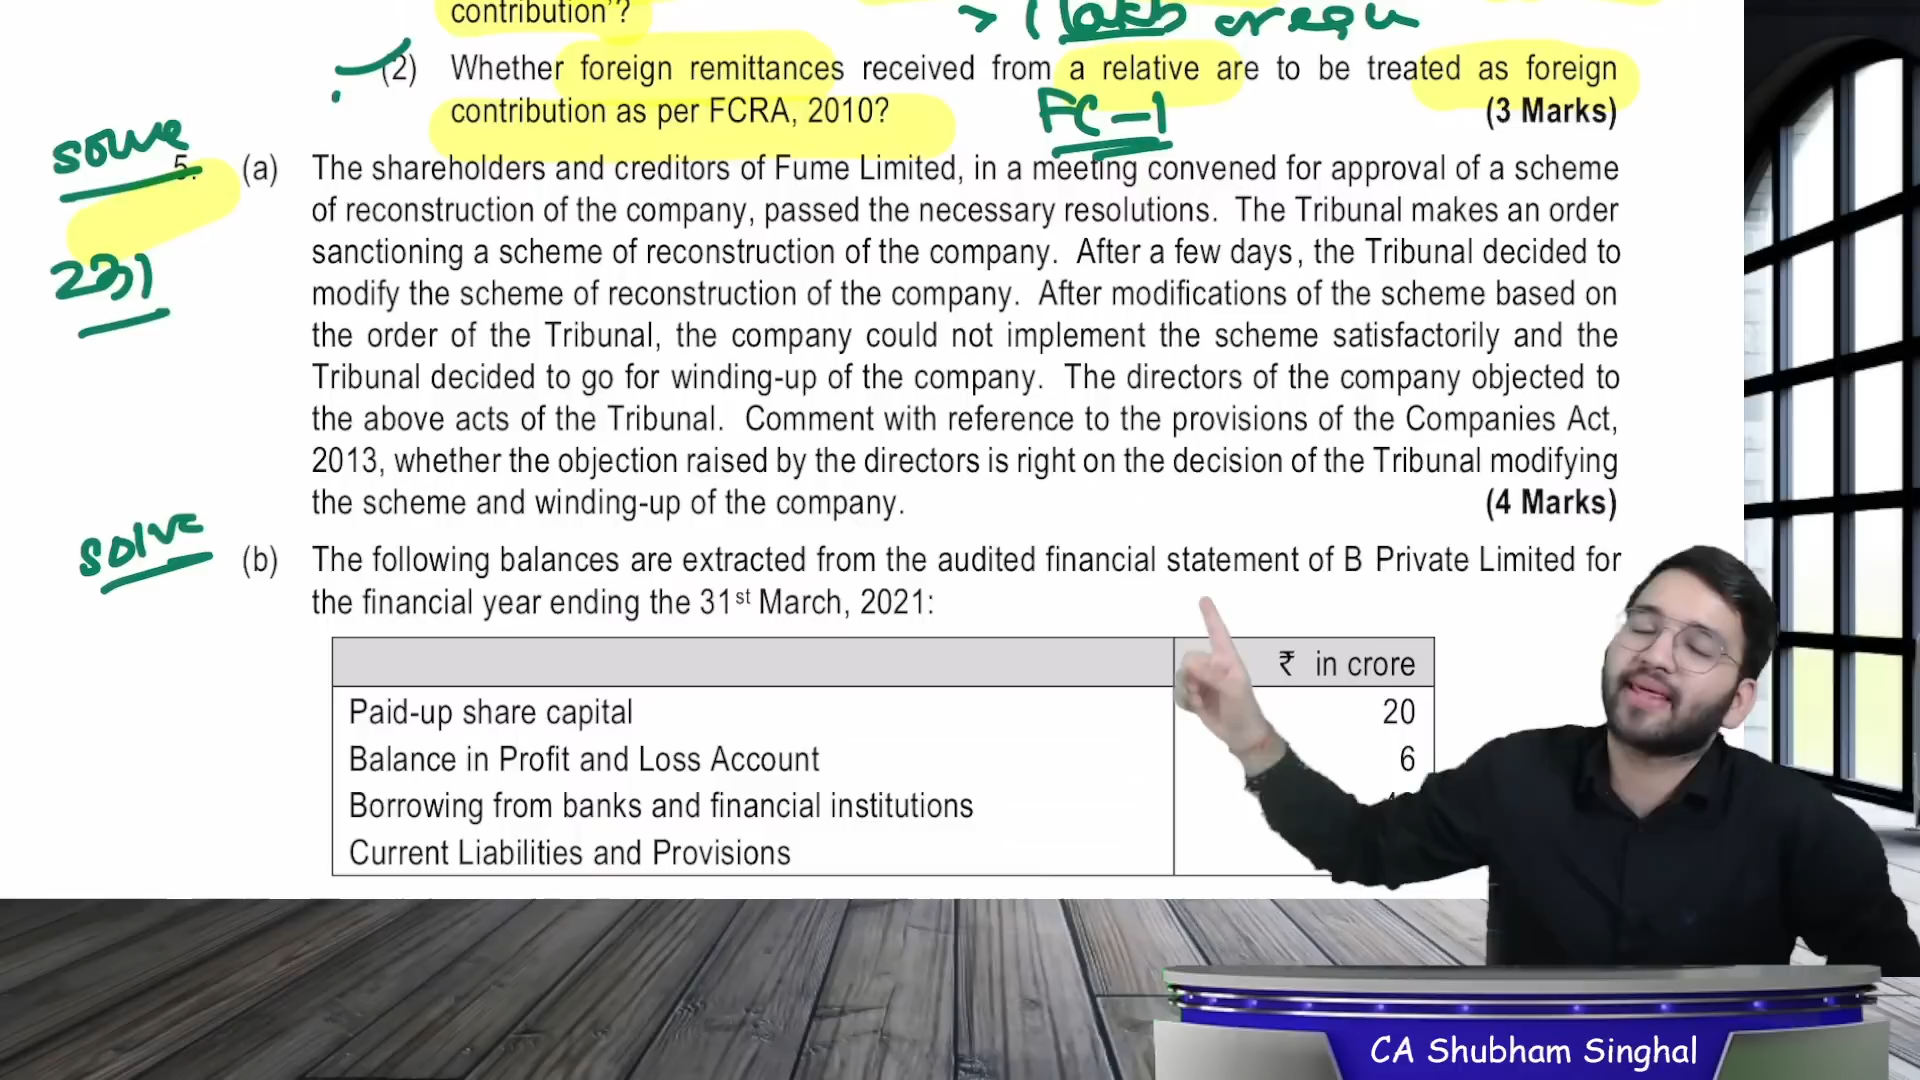 contribution'?
> 1 lakh or equ
(2) Whether foreign remittances received from a relative are to be treated as foreign
contribution as per FCRA, 2010? (3 Marks)
FC-1
solve
5. (a) The shareholders and creditors of Fume Limited, in a meeting convened for approval of a scheme
of reconstruction of the company, passed the necessary resolutions. The Tribunal makes an order
sanctioning a scheme of reconstruction of the company. After a few days, the Tribunal decided to
231
modify the scheme of reconstruction of the company. After modifications of the scheme based on
the order of the Tribunal, the company could not implement the scheme satisfactorily and the
Tribunal decided to go for winding-up of the company. The directors of the company objected to
the above acts of the Tribunal. Comment with reference to the provisions of the Companies Act,
2013, whether the objection raised by the directors is right on the decision of the Tribunal modifying
the scheme and winding-up of the company. (4 Marks)
solve
(b) The following balances are extracted from the audited financial statement of B Private Limited for
the financial year ending the 31st March, 2021:
₹ in crore
Paid-up share capital 20
Balance in Profit and Loss Account 6
Borrowing from banks and financial institutions
Current Liabilities and Provisions
CA Shubham Singhal